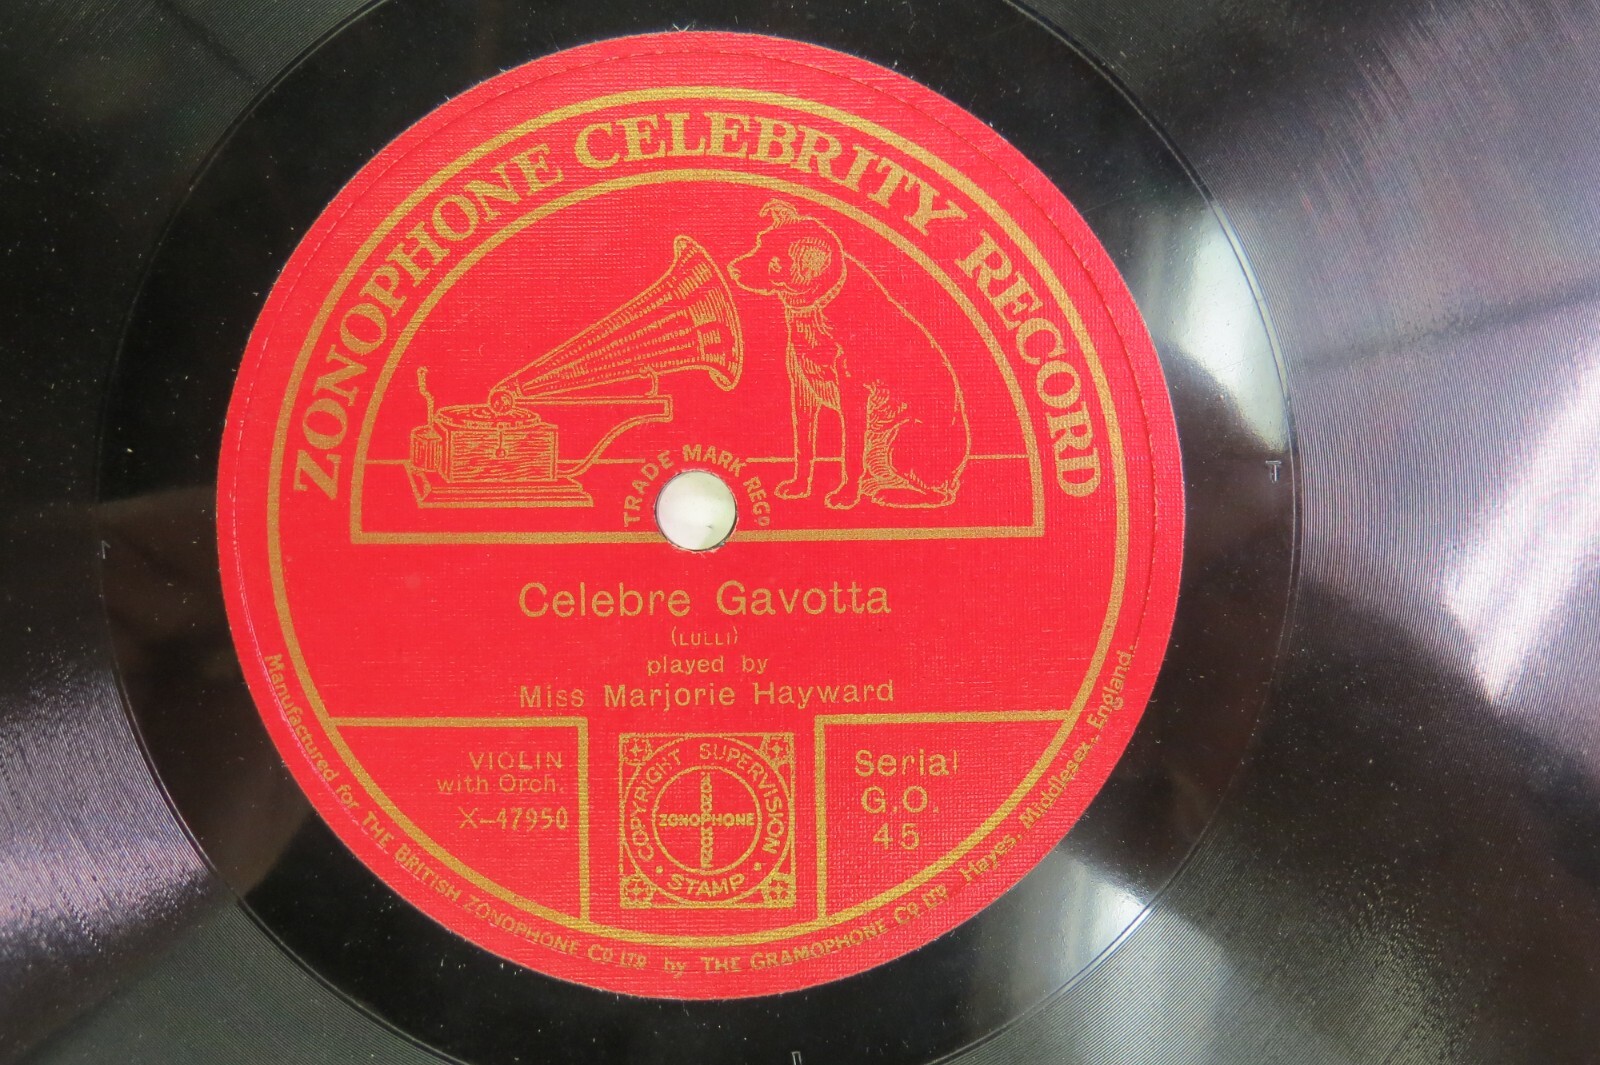 ZONOPHONE CELEBRITY RECORD
TRADE MARK REGD
Celebre Gavotta
(LULLI)
played by
Miss Marjorie Hayward
VIOLIN
with Orch.
X-47950
COPYRIGHT SUPERVISION
STAMP
ZONOPHONE
Serial
G.O.
45
Manufactured for THE BRITISH ZONOPHONE CO LTD by THE GRAMOPHONE CO LTD Hayes, Middlesex, England.